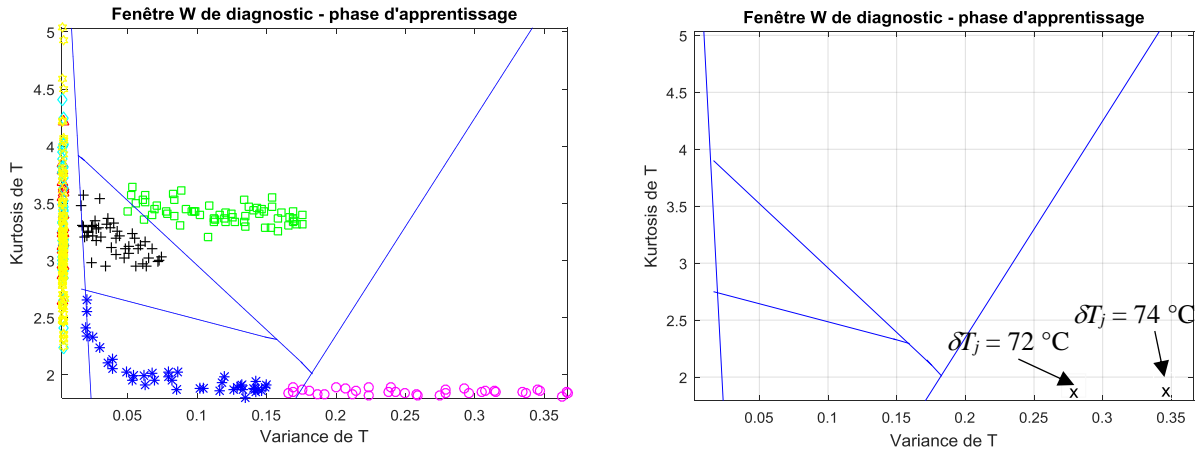 Fenêtre W de diagnostic - phase d'apprentissage
5
4.5
4
3.5
3
2.5
2
Kurtosis de T
0.05
0.1
0.15
0.2
0.25
0.3
0.35
Variance de T
Fenêtre W de diagnostic - phase d'apprentissage
5
4.5
4
3.5
3
2.5
2
Kurtosis de T
δTj = 72 °C
δTj = 74 °C
x
x
0.05
0.1
0.15
0.2
0.25
0.3
0.35
Variance de T